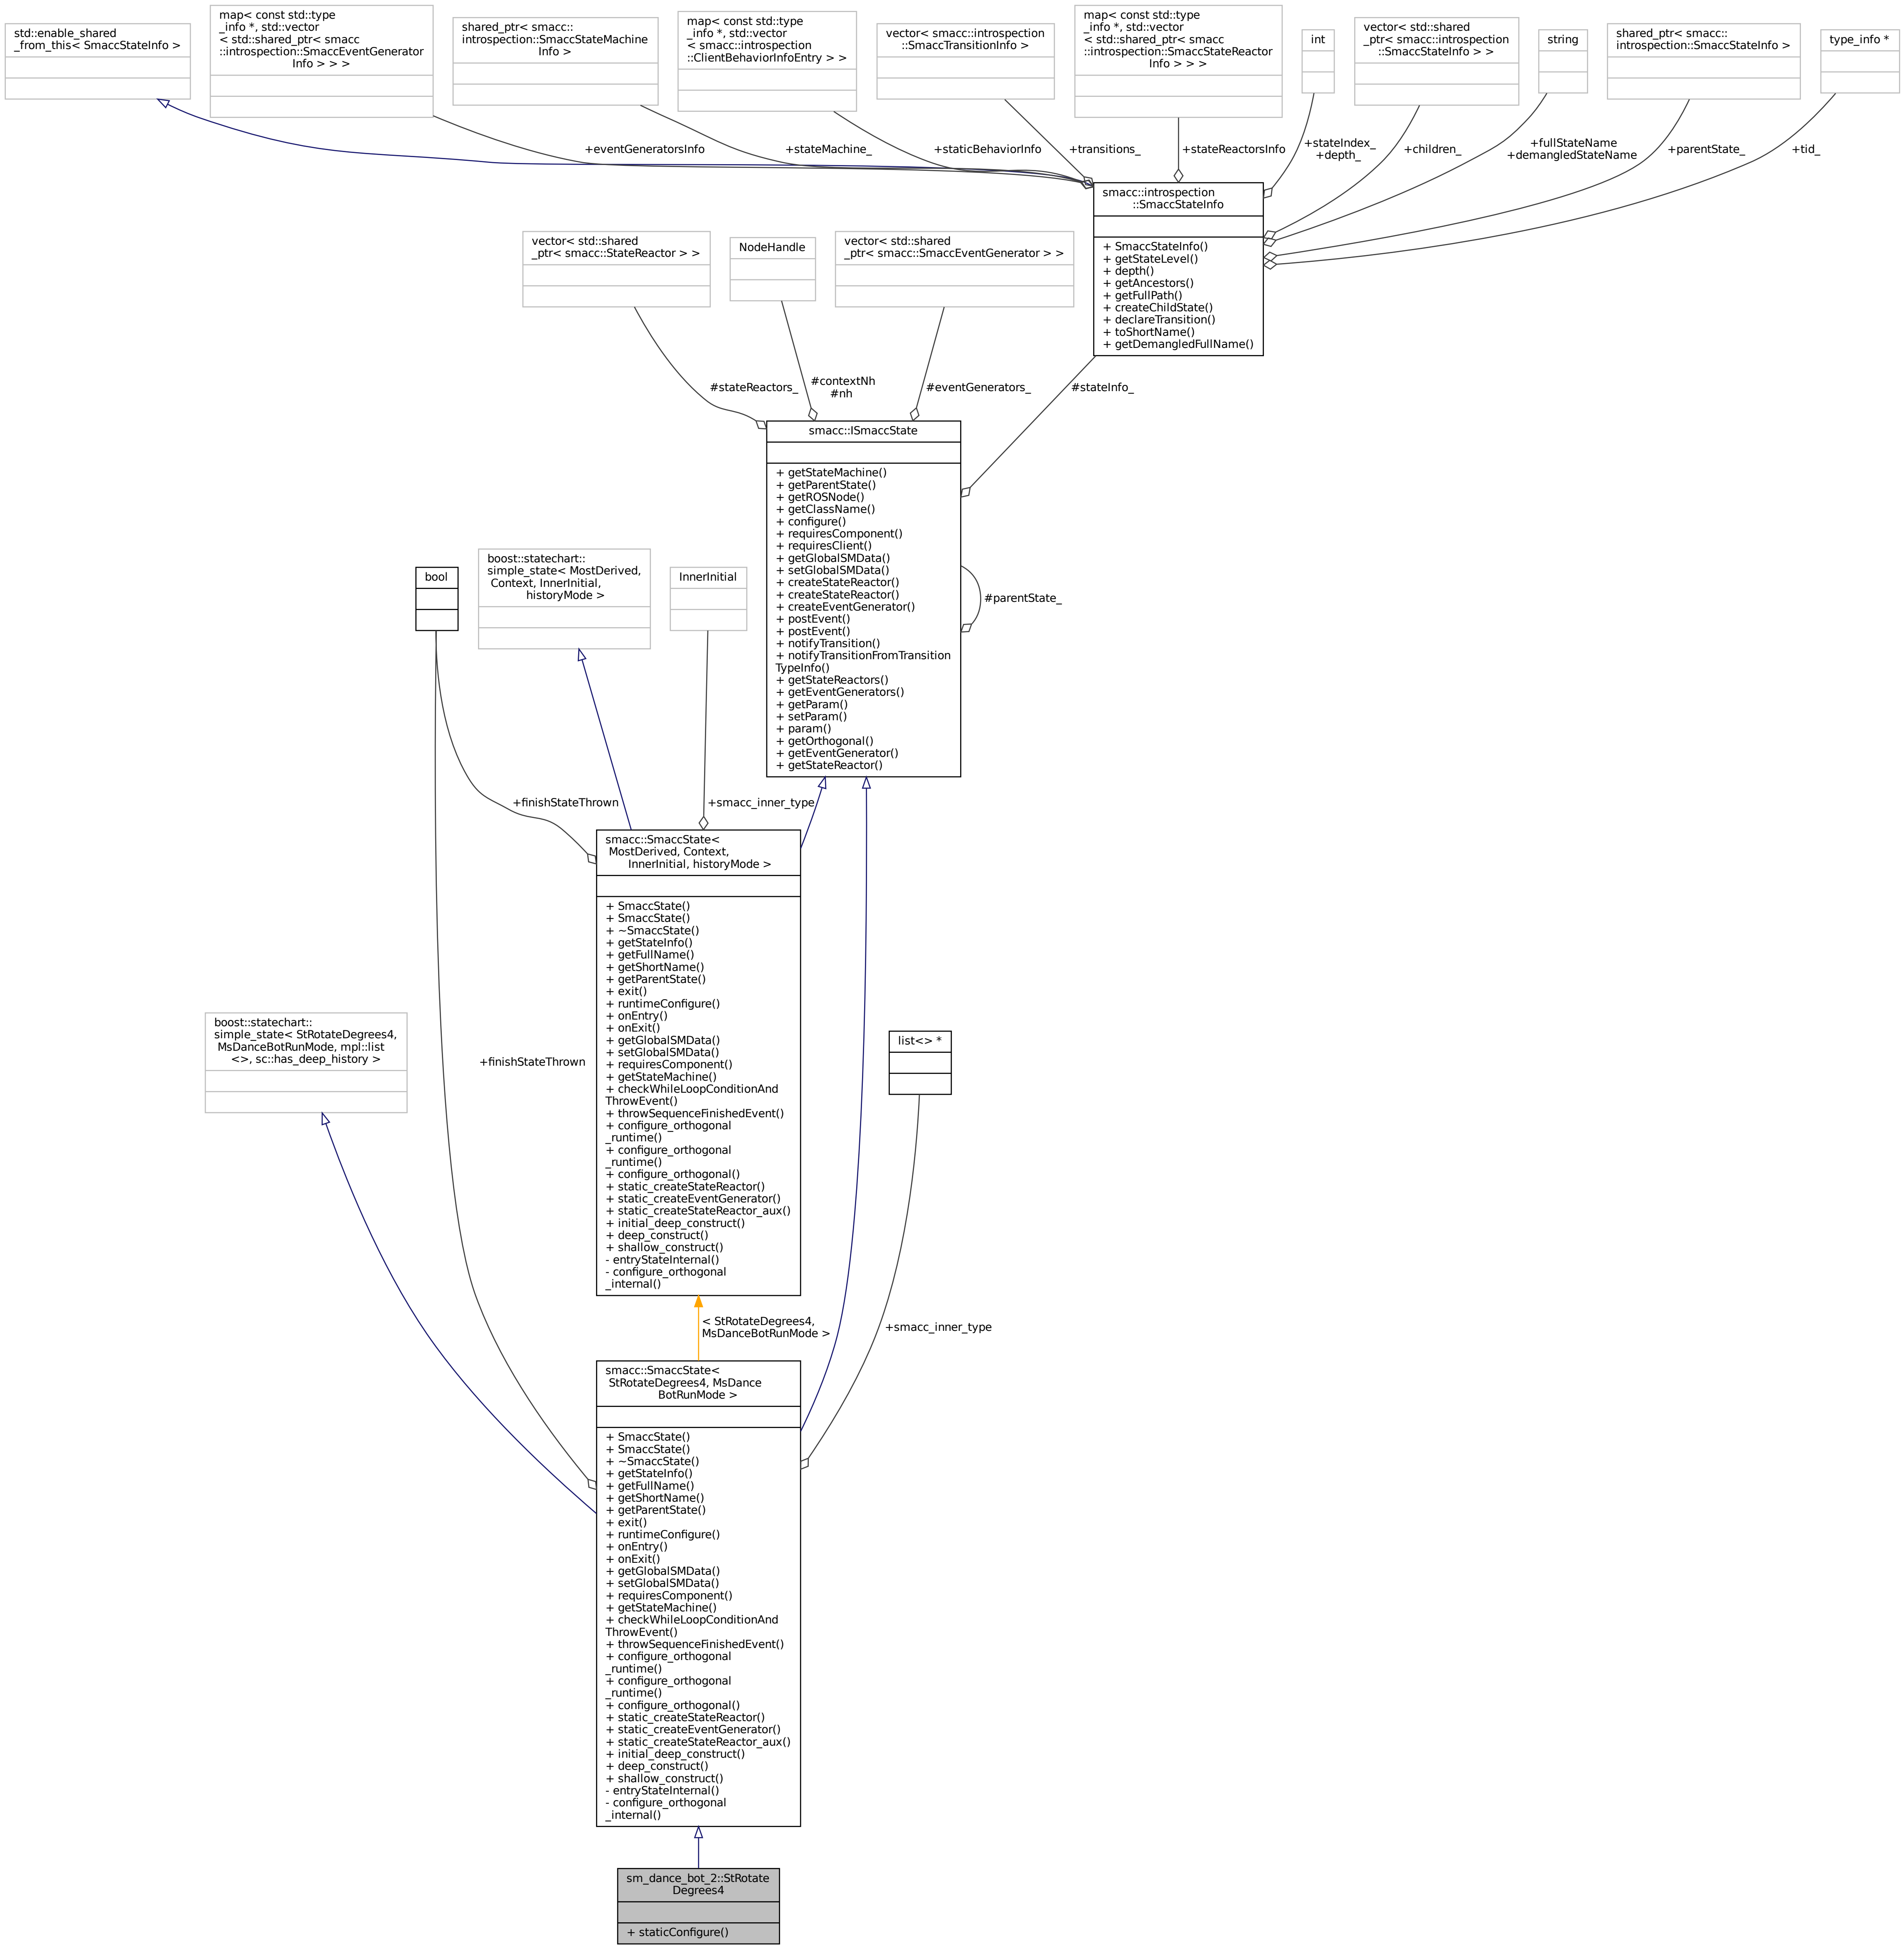 std::enable_shared
_from_this< SmaccStateInfo >
map< const std::type
_info *, std::vector
< std::shared_ptr< smacc
::introspection::SmaccEventGenerator
Info > > >
shared_ptr< smacc::
introspection::SmaccStateMachine
Info >
map< const std::type
_info *, std::vector
< smacc::introspection
::ClientBehaviorInfoEntry > >
vector< smacc::introspection
::SmaccTransitionInfo >
map< const std::type
_info *, std::vector
< std::shared_ptr< smacc
::introspection::SmaccStateReactor
Info > > >
int
vector< std::shared
_ptr< smacc::introspection
::SmaccStateInfo > >
string
shared_ptr< smacc::
introspection::SmaccStateInfo >
type_info *
+eventGeneratorsInfo
+stateMachine_
+staticBehaviorInfo
+transitions_
+stateReactorsInfo
+stateIndex_
+depth_
+children_
+fullStateName
+demangledStateName
+parentState_
+tid_
smacc::introspection
::SmaccStateInfo
+ SmaccStateInfo()
+ getStateLevel()
+ depth()
+ getAncestors()
+ getFullPath()
+ createChildState()
+ declareTransition()
+ toShortName()
+ getDemangledFullName()
vector< std::shared
_ptr< smacc::StateReactor > >
NodeHandle
vector< std::shared
_ptr< smacc::SmaccEventGenerator > >
#stateReactors_
#contextNh
#nh
#eventGenerators_
#stateInfo_
smacc::ISmaccState
+ getStateMachine()
+ getParentState()
+ getROSNode()
+ getClassName()
+ configure()
+ requiresComponent()
+ requiresClient()
+ getGlobalSMData()
+ setGlobalSMData()
+ createStateReactor()
+ createStateReactor()
+ createEventGenerator()
+ postEvent()
+ postEvent()
+ notifyTransition()
+ notifyTransitionFromTransition
TypeInfo()
+ getStateReactors()
+ getEventGenerators()
+ getParam()
+ setParam()
+ param()
+ getOrthogonal()
+ getEventGenerator()
+ getStateReactor()
#parentState_
bool
boost::statechart::
simple_state< MostDerived,
Context, InnerInitial,
historyMode >
InnerInitial
+finishStateThrown
+smacc_inner_type
smacc::SmaccState<
MostDerived, Context,
InnerInitial, historyMode >
+ SmaccState()
+ SmaccState()
+ ~SmaccState()
+ getStateInfo()
+ getFullName()
+ getShortName()
+ getParentState()
+ exit()
+ runtimeConfigure()
+ onEntry()
+ onExit()
+ getGlobalSMData()
+ setGlobalSMData()
+ requiresComponent()
+ getStateMachine()
+ checkWhileLoopConditionAnd
ThrowEvent()
+ throwSequenceFinishedEvent()
+ configure_orthogonal
_runtime()
+ configure_orthogonal
_runtime()
+ configure_orthogonal()
+ static_createStateReactor()
+ static_createEventGenerator()
+ static_createStateReactor_aux()
+ initial_deep_construct()
+ deep_construct()
+ shallow_construct()
- entryStateInternal()
- configure_orthogonal
_internal()
boost::statechart::
simple_state< StRotateDegrees4,
MsDanceBotRunMode, mpl::list
<>, sc::has_deep_history >
+finishStateThrown
list<> *
< StRotateDegrees4,
MsDanceBotRunMode >
+smacc_inner_type
smacc::SmaccState<
StRotateDegrees4, MsDance
BotRunMode >
+ SmaccState()
+ SmaccState()
+ ~SmaccState()
+ getStateInfo()
+ getFullName()
+ getShortName()
+ getParentState()
+ exit()
+ runtimeConfigure()
+ onEntry()
+ onExit()
+ getGlobalSMData()
+ setGlobalSMData()
+ requiresComponent()
+ getStateMachine()
+ checkWhileLoopConditionAnd
ThrowEvent()
+ throwSequenceFinishedEvent()
+ configure_orthogonal
_runtime()
+ configure_orthogonal
_runtime()
+ configure_orthogonal()
+ static_createStateReactor()
+ static_createEventGenerator()
+ static_createStateReactor_aux()
+ initial_deep_construct()
+ deep_construct()
+ shallow_construct()
- entryStateInternal()
- configure_orthogonal
_internal()
sm_dance_bot_2::StRotate
Degrees4
+ staticConfigure()